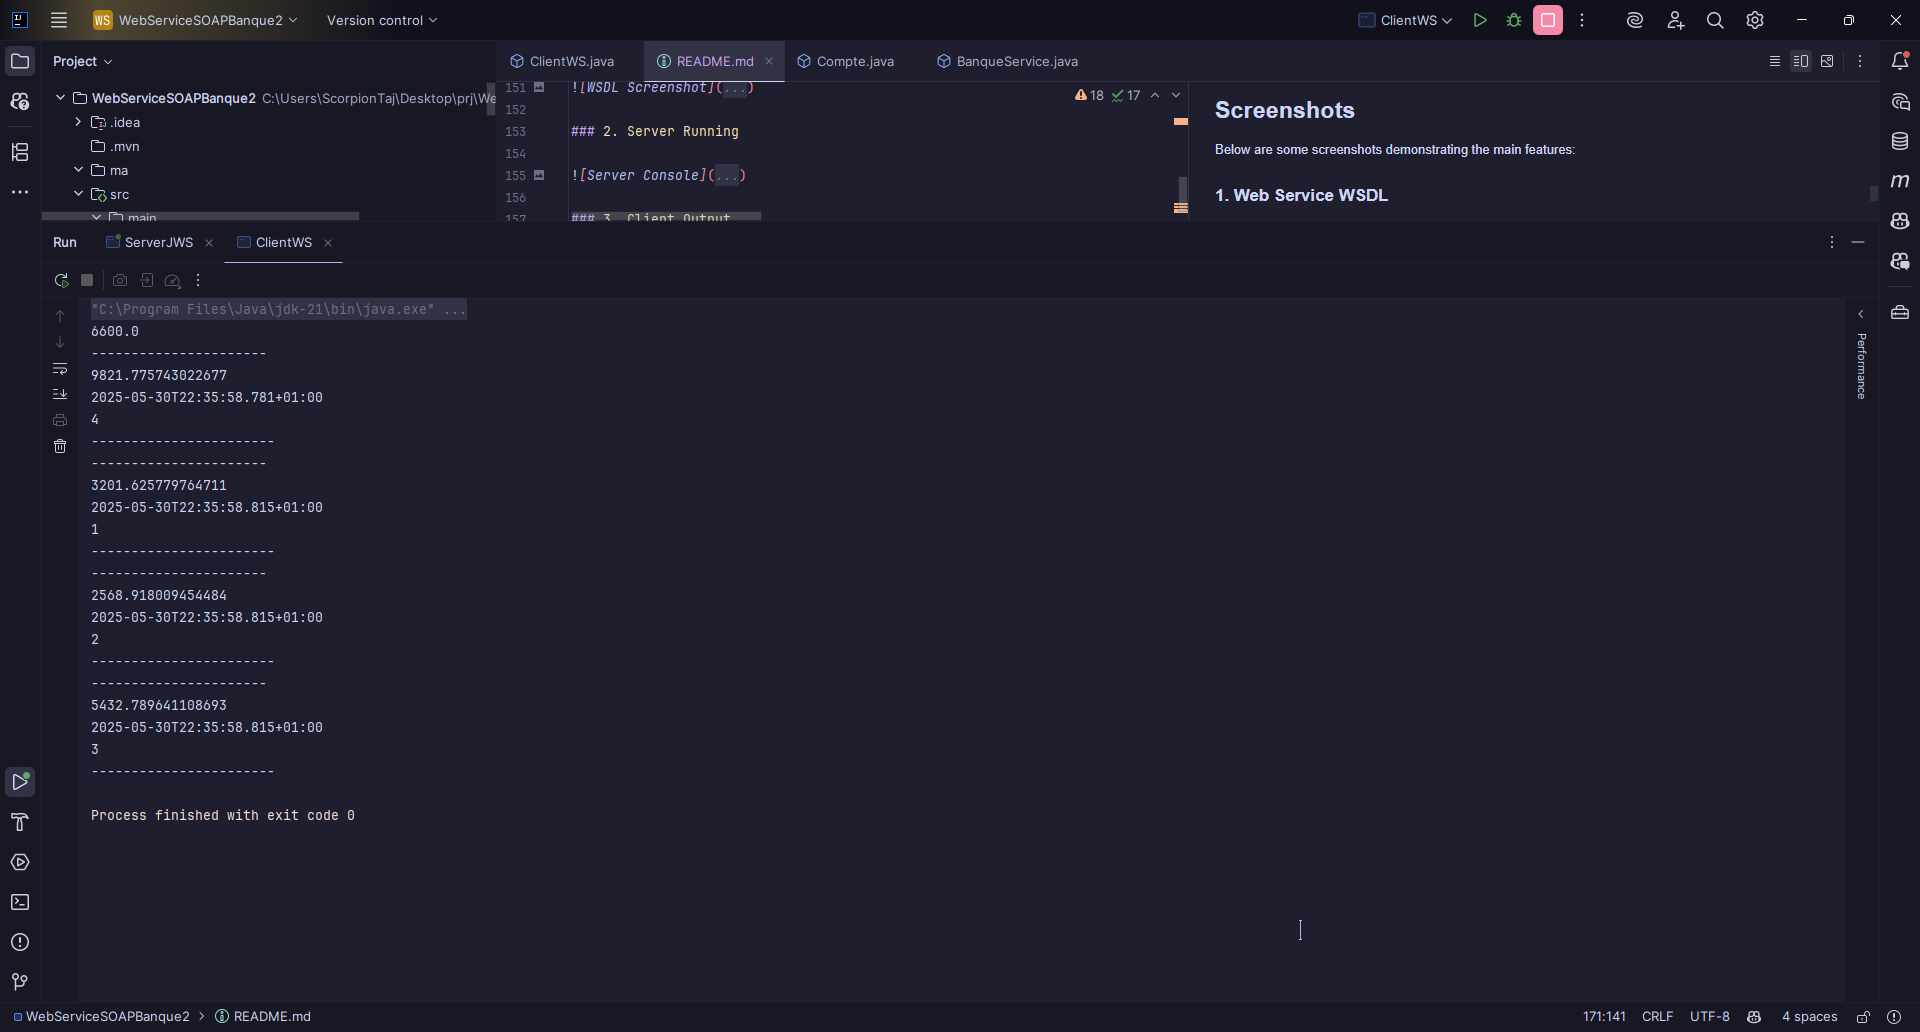 WS WebServiceSOAPBanque2 Version control ClientWS
Project
ClientWS.java README.md Compte.java BanqueService.java
WebServiceSOAPBanque2 C:\Users\ScorpionTaj\Desktop\prj\We
.idea
.mvn
ma
src
main
151 ![WSDL Screenshot](...)
152
153 ### 2. Server Running
154
155 ![Server Console](...)
156
157 ### 3. Client Output
18 17
Screenshots
Below are some screenshots demonstrating the main features:
1. Web Service WSDL
Run ServerJWS ClientWS
"C:\Program Files\Java\jdk-21\bin\java.exe" ...
6600.0
----------------------
9821.775743022677
2025-05-30T22:35:58.781+01:00
4
-----------------------
----------------------
3201.625779764711
2025-05-30T22:35:58.815+01:00
1
-----------------------
----------------------
2568.918009454484
2025-05-30T22:35:58.815+01:00
2
-----------------------
----------------------
5432.789641108693
2025-05-30T22:35:58.815+01:00
3
-----------------------
Process finished with exit code 0
Performance
WebServiceSOAPBanque2 > README.md
171:141 CRLF UTF-8 4 spaces